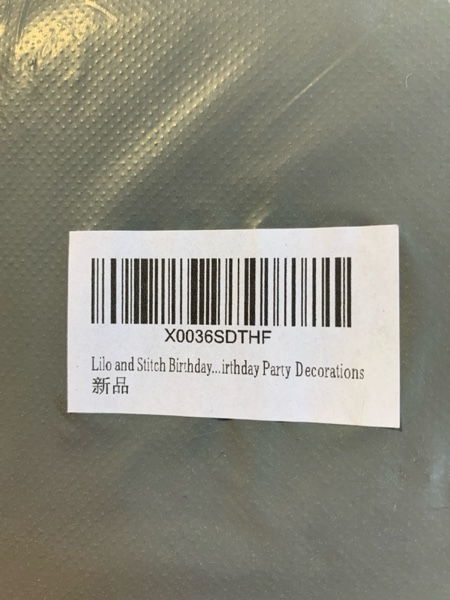 X0036SDTHF
Lilo and Stitch Birthday...irthday Party Decorations
新品